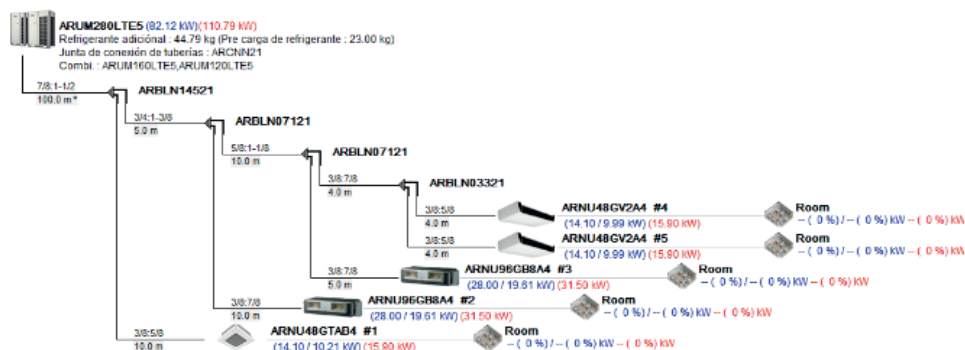 ARUM280LTE5 (82.12 kW)(110.79 kW)
Refrigerante adiciónal : 44.79 kg (Pre carga de refrigerante : 23.00 kg)
Junta de conexión de tuberías : ARCNN21
Combi. : ARUM160LTE5,ARUM120LTE5
7/8:1-1/2
100.0 m*
ARBLN14521
3/4:1-3/8
5.0 m
ARBLN07121
5/8:1-1/8
10.0 m
ARBLN07121
3/8:7/8
4.0 m
ARBLN03321
3/8:5/8
4.0 m
ARNU48GV2A4 #4
(14.10 / 9.99 kW) (15.90 kW)
Room
-- ( 0 %) / -- ( 0 %) kW -- ( 0 %) kW
3/8:5/8
4.0 m
ARNU48GV2A4 #5
(14.10 / 9.99 kW) (15.90 kW)
Room
-- ( 0 %) / -- ( 0 %) kW -- ( 0 %) kW
3/8:7/8
5.0 m
ARNU96GB8A4 #3
(28.00 / 19.61 kW) (31.50 kW)
Room
-- ( 0 %) / -- ( 0 %) kW -- ( 0 %) kW
3/8:7/8
10.0 m
ARNU96GB8A4 #2
(28.00 / 19.61 kW) (31.50 kW)
Room
-- ( 0 %) / -- ( 0 %) kW -- ( 0 %) kW
3/8:5/8
10.0 m
ARNU48GTAB4 #1
(14.10 / 10.21 kW) (15.90 kW)
Room
-- ( 0 %) / -- ( 0 %) kW -- ( 0 %) kW